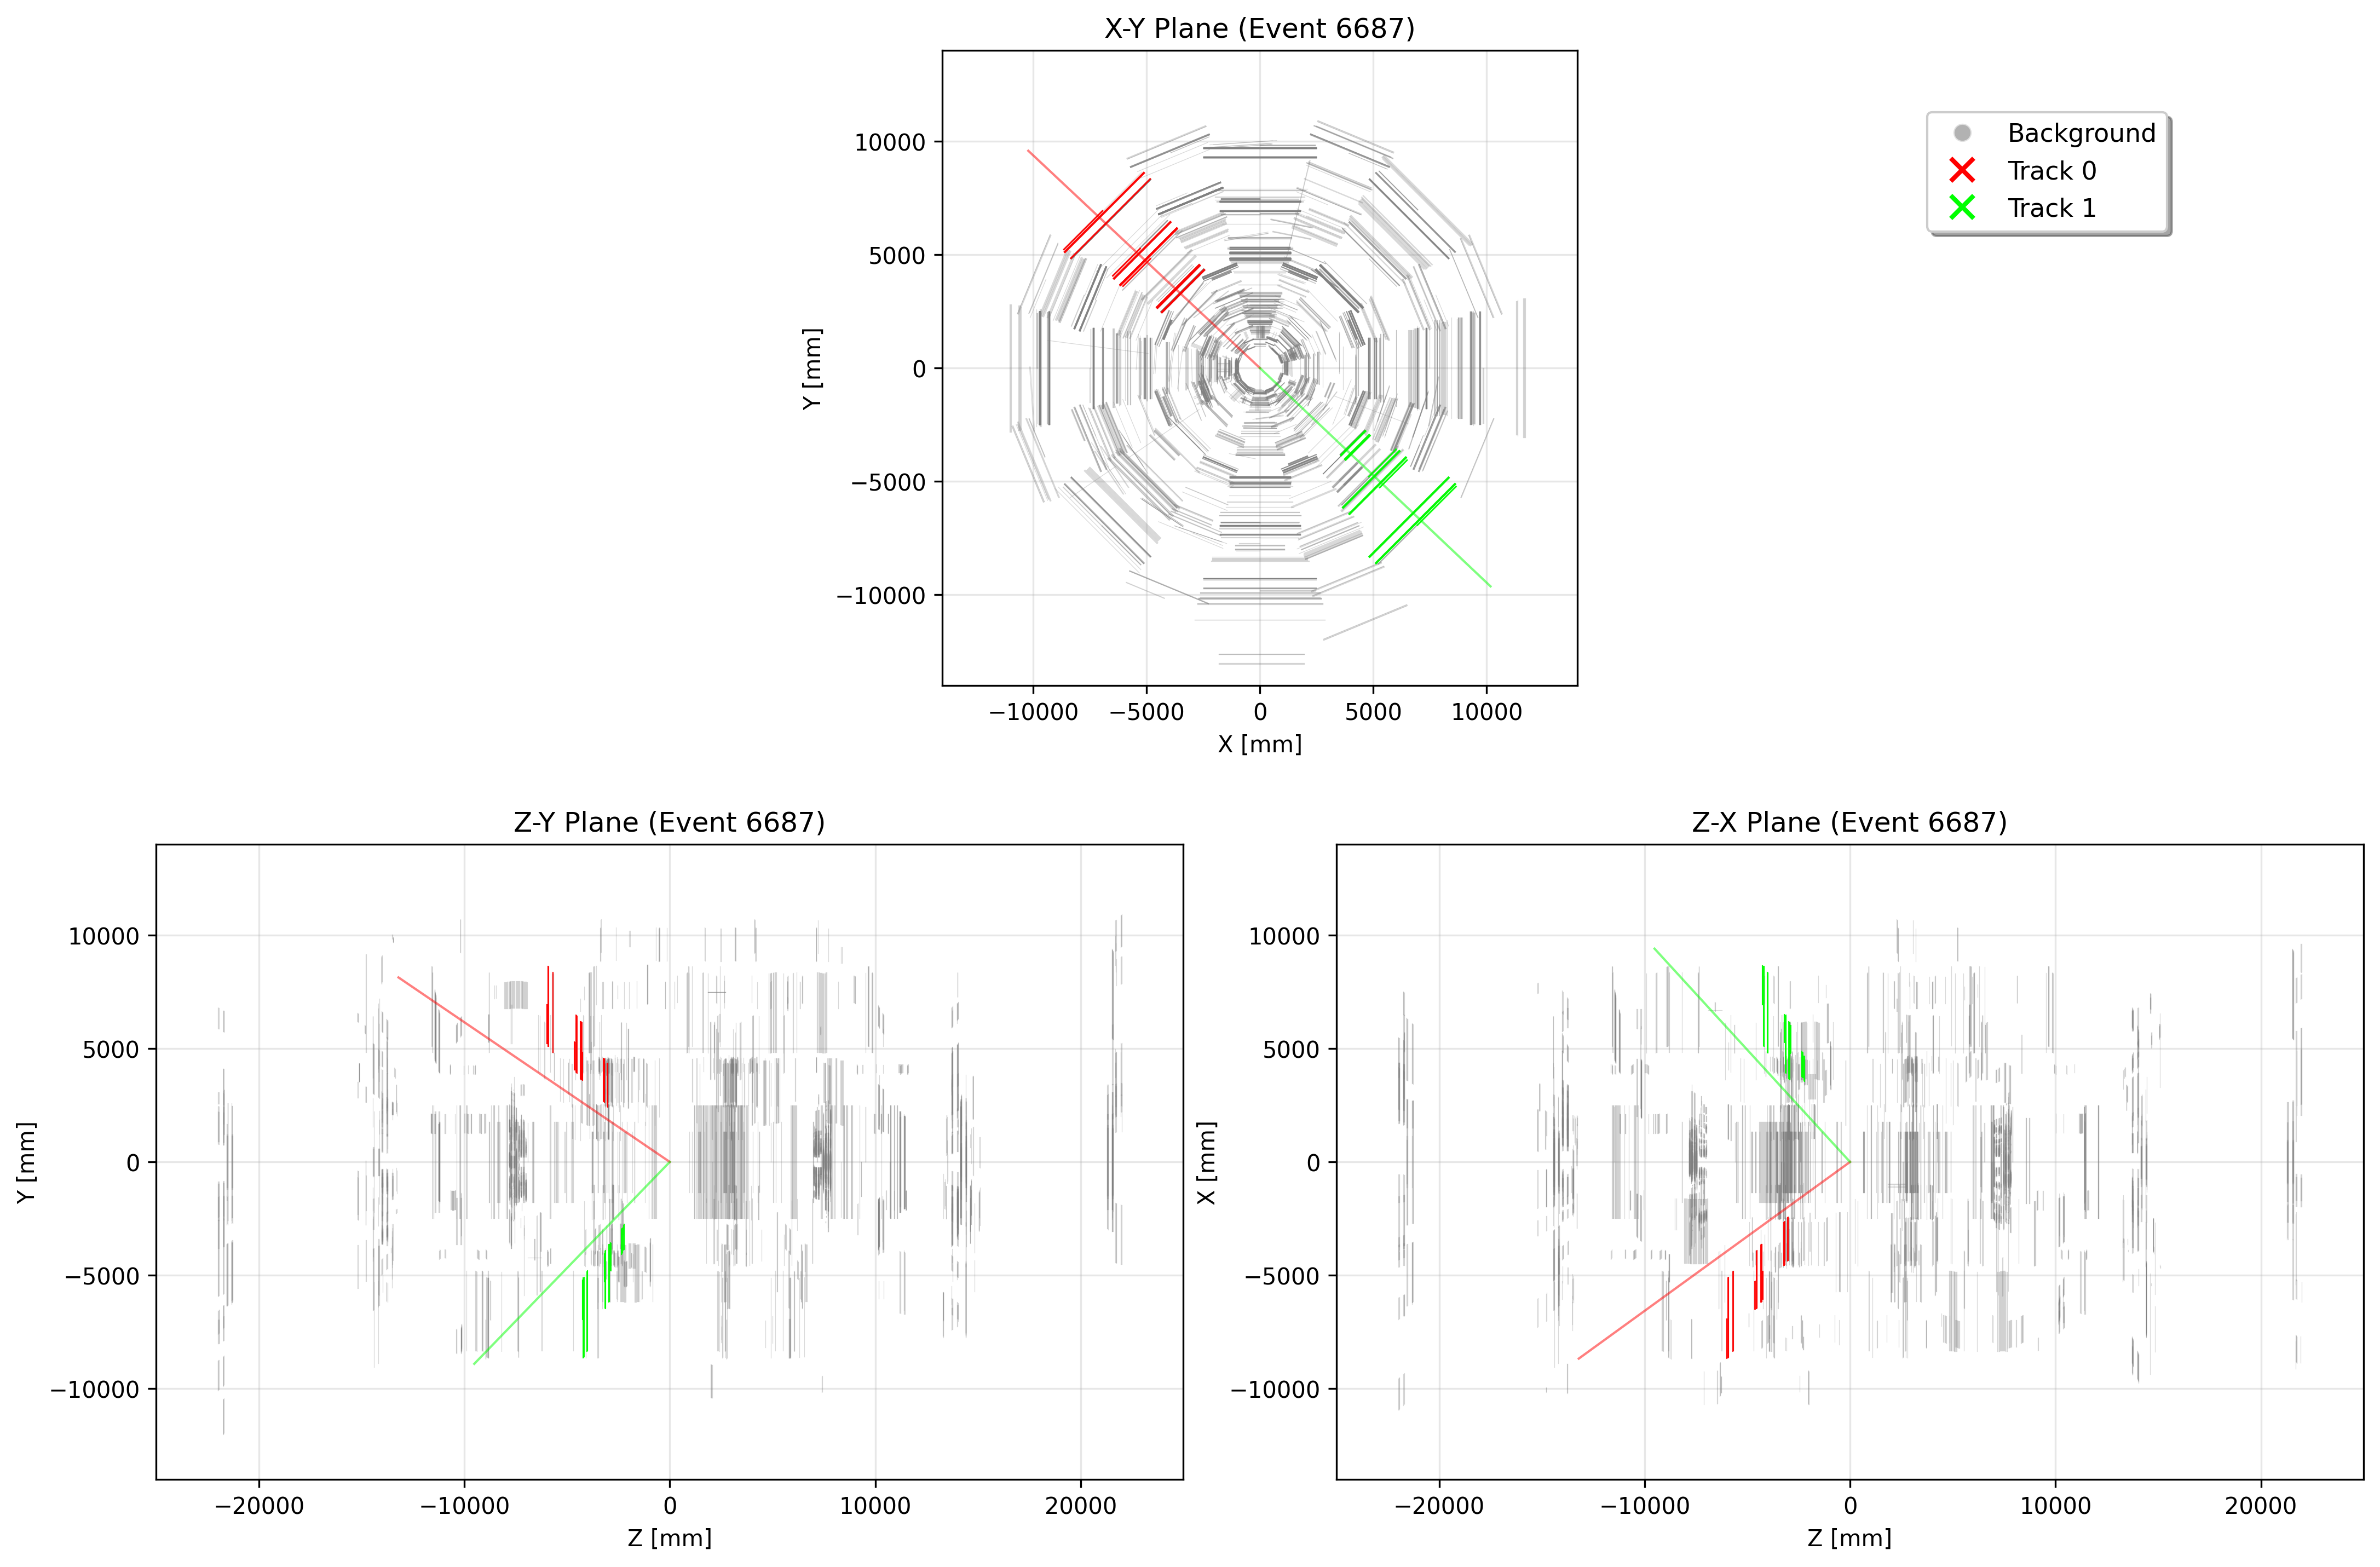 X-Y Plane (Event 6687)
Background
Track 0
Track 1
10000
5000
0
−5000
−10000
Y [mm]
−10000 −5000 0 5000 10000
X [mm]
Z-Y Plane (Event 6687)
10000
5000
0
−5000
−10000
Y [mm]
−20000 −10000 0 10000 20000
Z [mm]
Z-X Plane (Event 6687)
10000
5000
0
−5000
−10000
X [mm]
−20000 −10000 0 10000 20000
Z [mm]